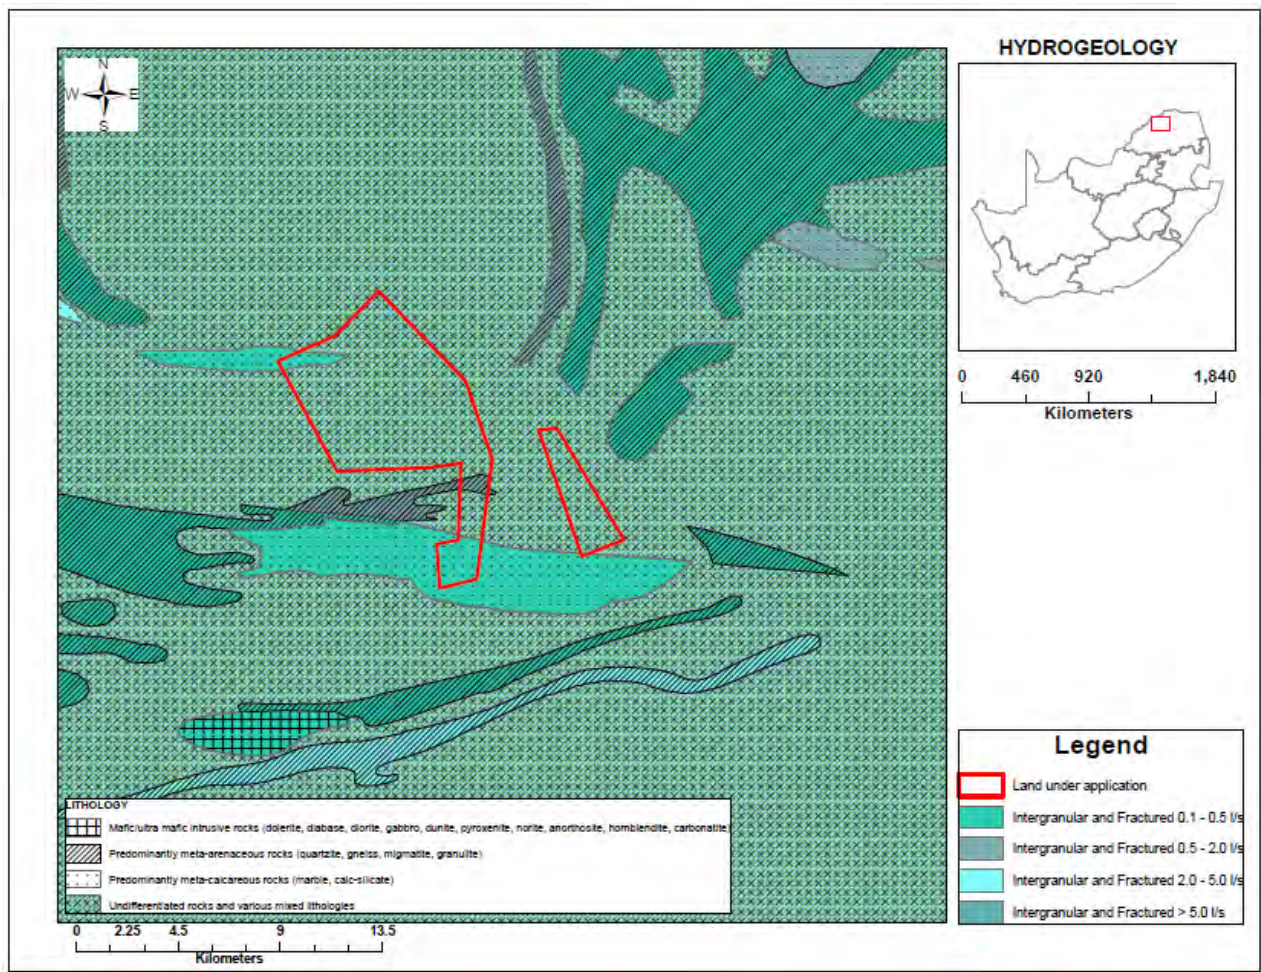 HYDROGEOLOGY
N
W E
S
0 460 920 1,840
Kilometers
Legend
Land under application
Intergranular and Fractured 0.1 - 0.5 l/s
Intergranular and Fractured 0.5 - 2.0 l/s
Intergranular and Fractured 2.0 - 5.0 l/s
Intergranular and Fractured > 5.0 l/s
LITHOLOGY
Mafic/ultra mafic intrusive rocks (dolerite, diabase, diorite, gabbro, dunite, pyroxenite, norite, anorthosite, hornblendite, carbonatite)
Predominantly meta-arenaceous rocks (quartzite, gneiss, migmatite, granulite)
Predominantly meta-calcareous rocks (marble, calc-silicate)
Undifferentiated rocks and various mixed lithologies
0 2.25 4.5 9 13.5
Kilometers